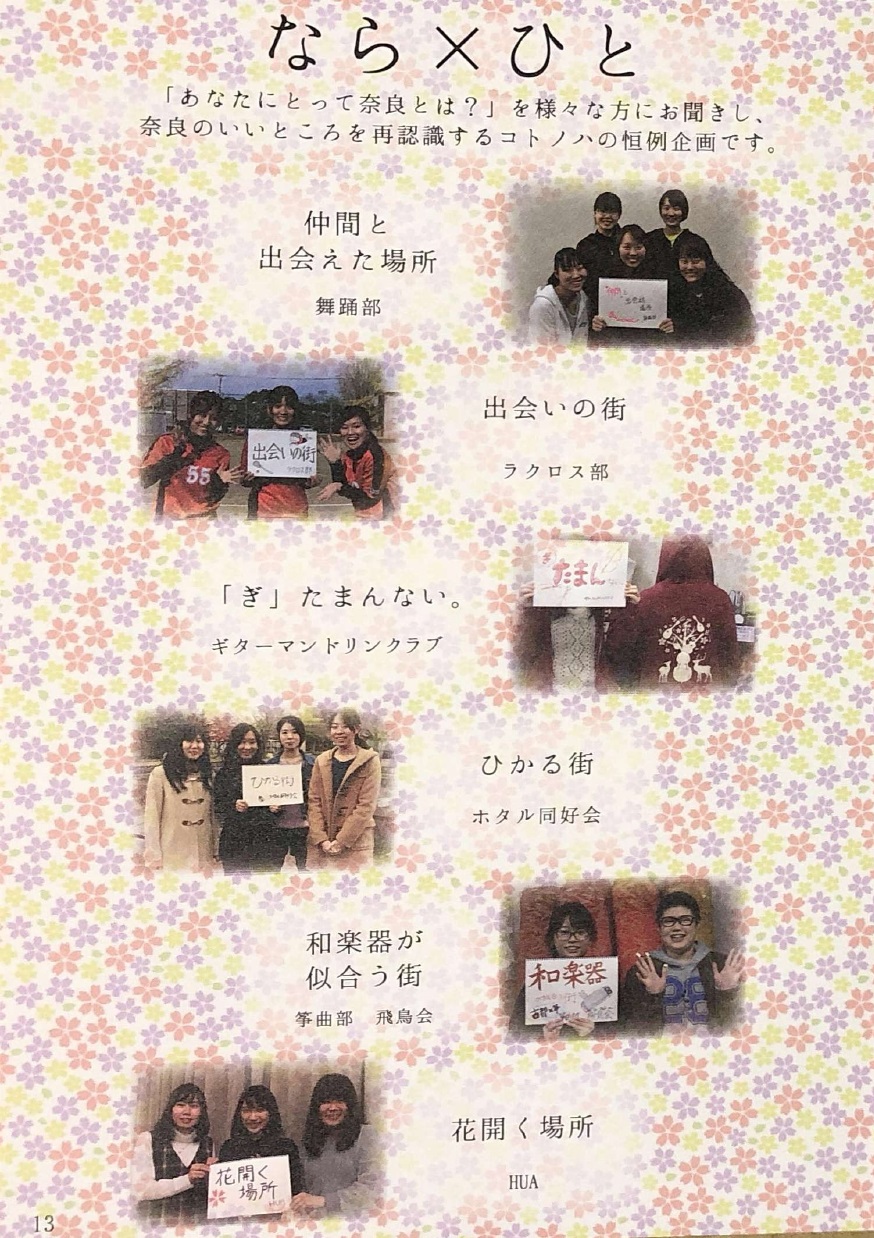 なら×ひと
「あなたにとって奈良とは？」を様々な方にお聞きし、
奈良のいいところを再認識するコトノハの恒例企画です。
仲間と
出会えた場所
舞踊部
出会いの街
ラクロス部
55
出会いの街
ラクロス部
「ぎ」たまんない。
ギターマンドリンクラブ
ぎ
たまん
ひかる街
ホタル同好会
ひかる街
和楽器が
似合う街
箏曲部　飛鳥会
和楽器
花開く場所
HUA
花開く
場所
HUA
13